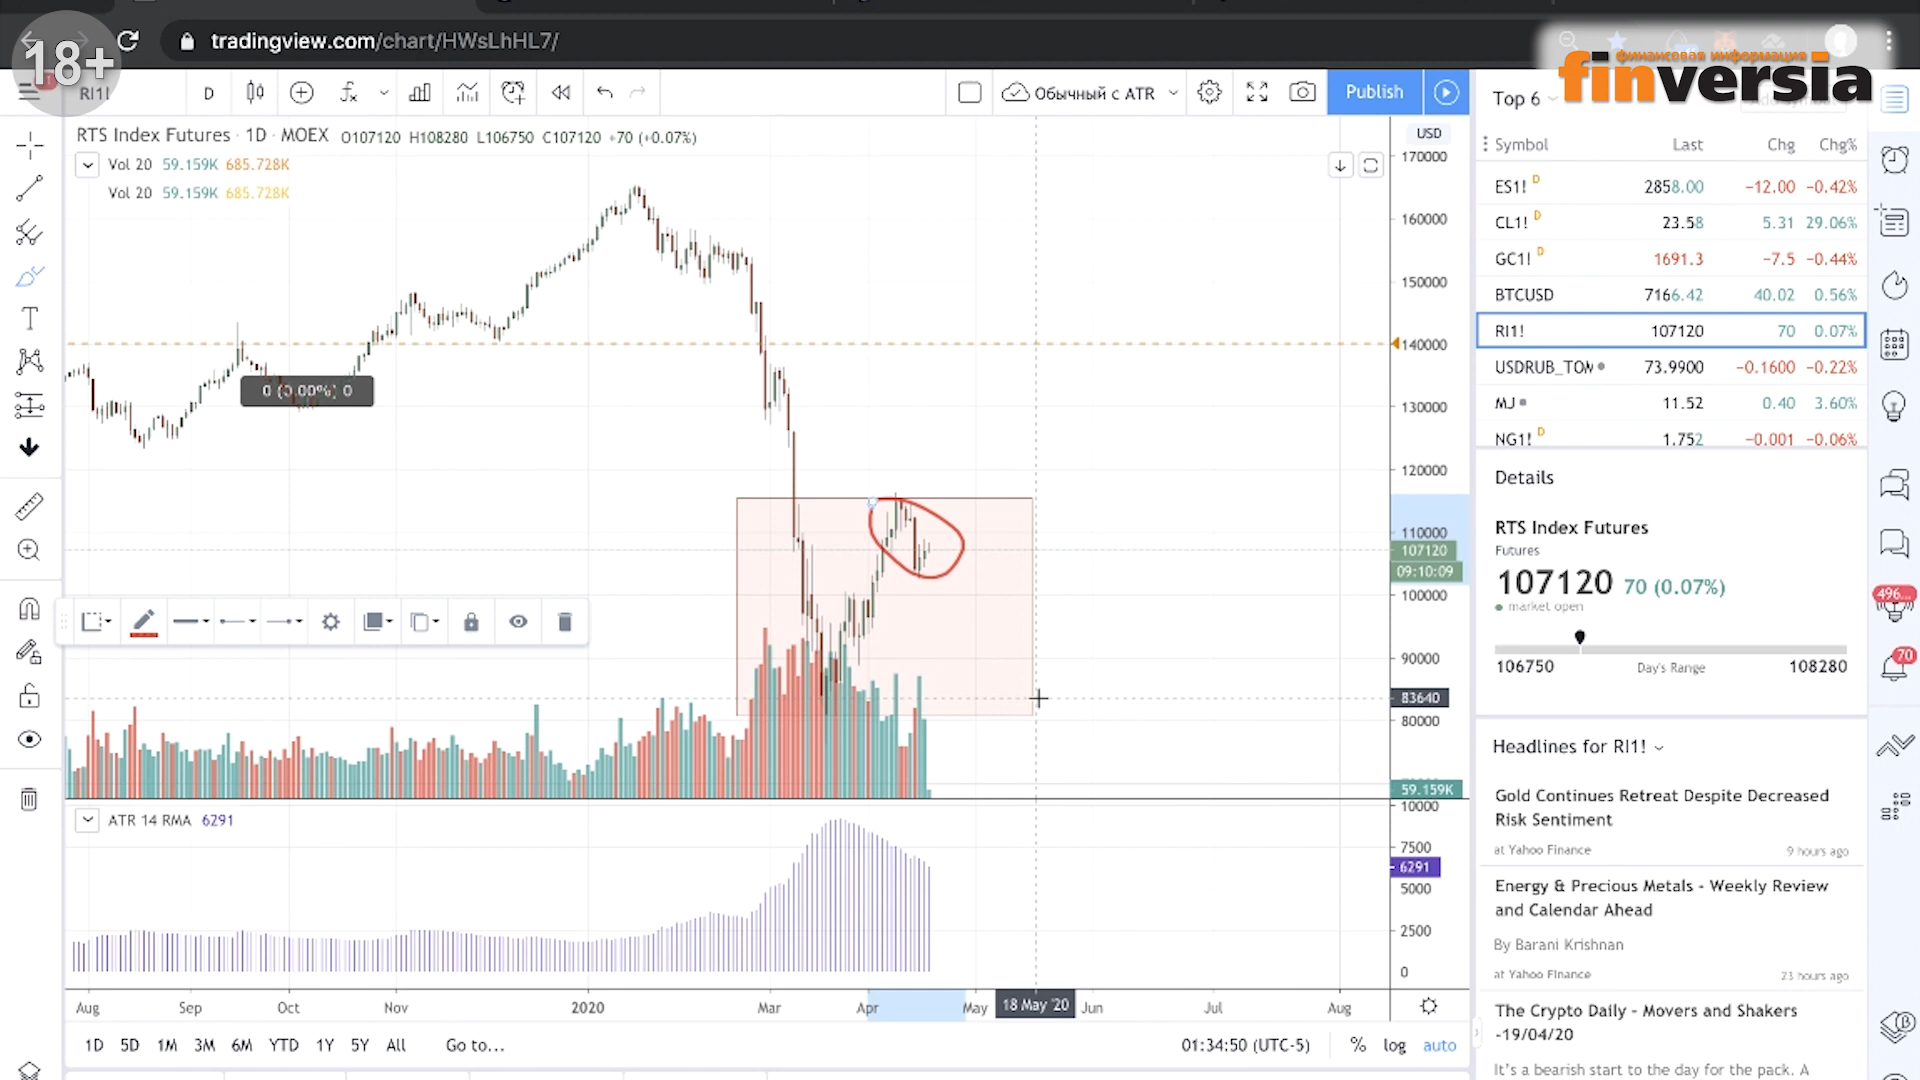 tradingview.com/chart/HWsLhHL7/
18+
финансовая информация
finversia
RI1!
D
Обычный с ATR
Publish
Top 6
RTS Index Futures · 1D · MOEX O107120 H108280 L106750 C107120 +70 (+0.07%)
Vol 20 59.159K 685.728K
Vol 20 59.159K 685.728K
0 (0.00%) 0
USD
170000
160000
150000
140000
130000
120000
110000
107120
09:10:09
100000
90000
83640
80000
59.159K
10000
7500
6291
5000
2500
0
ATR 14 RMA 6291
Aug Sep Oct Nov 2020 Mar Apr May 18 May '20 Jun Jul Aug
1D 5D 1M 3M 6M YTD 1Y 5Y All Go to...
01:34:50 (UTC-5) % log auto
Symbol Last Chg Chg%
ES1! D 2858.00 −12.00 −0.42%
CL1! D 23.58 5.31 29.06%
GC1! D 1691.3 −7.5 −0.44%
BTCUSD 7166.42 40.02 0.56%
RI1! 107120 70 0.07%
USDRUB_TOM 73.9900 −0.1600 −0.22%
MJ 11.52 0.40 3.60%
NG1! D 1.752 −0.001 −0.06%
Details
RTS Index Futures
Futures
107120 70 (0.07%)
market open
106750 Day's Range 108280
Headlines for RI1!
Gold Continues Retreat Despite Decreased
Risk Sentiment
at Yahoo Finance 9 hours ago
Energy & Precious Metals - Weekly Review
and Calendar Ahead
By Barani Krishnan
at Yahoo Finance 23 hours ago
The Crypto Daily - Movers and Shakers
-19/04/20
It's a bearish start to the day for the pack. A
496...
70